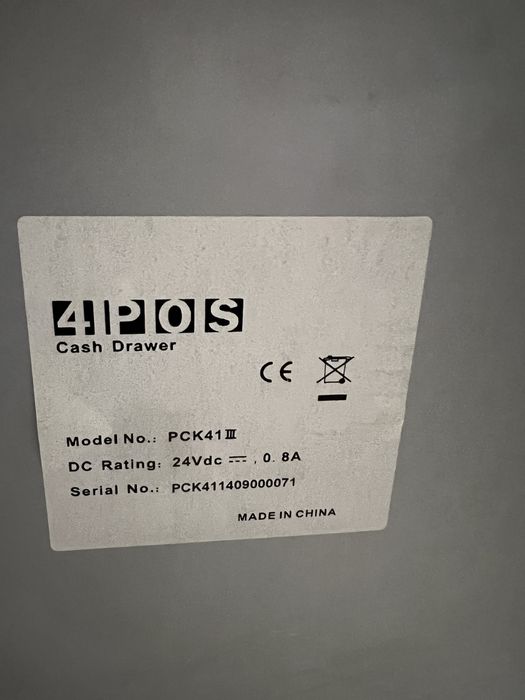 4POS
Cash Drawer
CE
Model No.: PCK41Ⅲ
DC Rating: 24Vdc ⎓ , 0. 8A
Serial No.: PCK411409000071
MADE IN CHINA